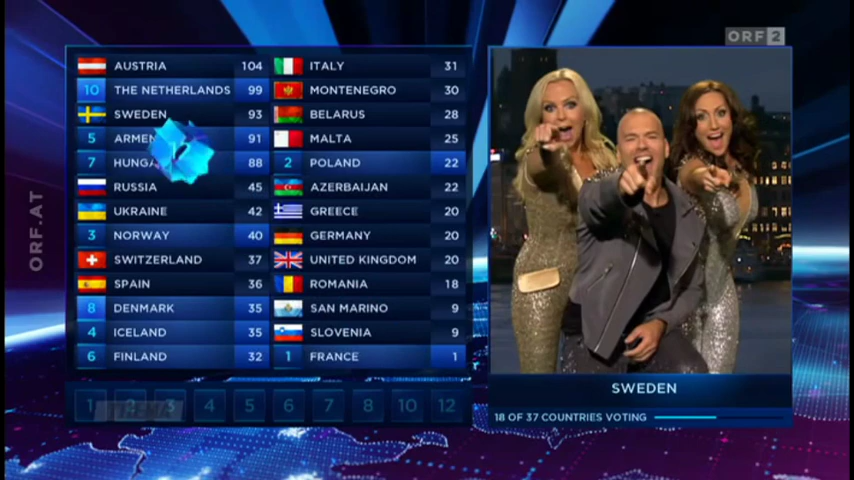 ORF 2
AUSTRIA 104
10 THE NETHERLANDS 99
SWEDEN 93
5 91
7 88
RUSSIA 45
UKRAINE 42
3 NORWAY 40
SWITZERLAND 37
SPAIN 36
8 DENMARK 35
4 ICELAND 35
6 FINLAND 32
ITALY 31
MONTENEGRO 30
BELARUS 28
MALTA 25
2 POLAND 22
AZERBAIJAN 22
GREECE 20
GERMANY 20
UNITED KINGDOM 20
ROMANIA 18
SAN MARINO 9
SLOVENIA 9
1 FRANCE 1
ORF.AT
SWEDEN
1 2 3 4 5 6 7 8 10 12
18 OF 37 COUNTRIES VOTING